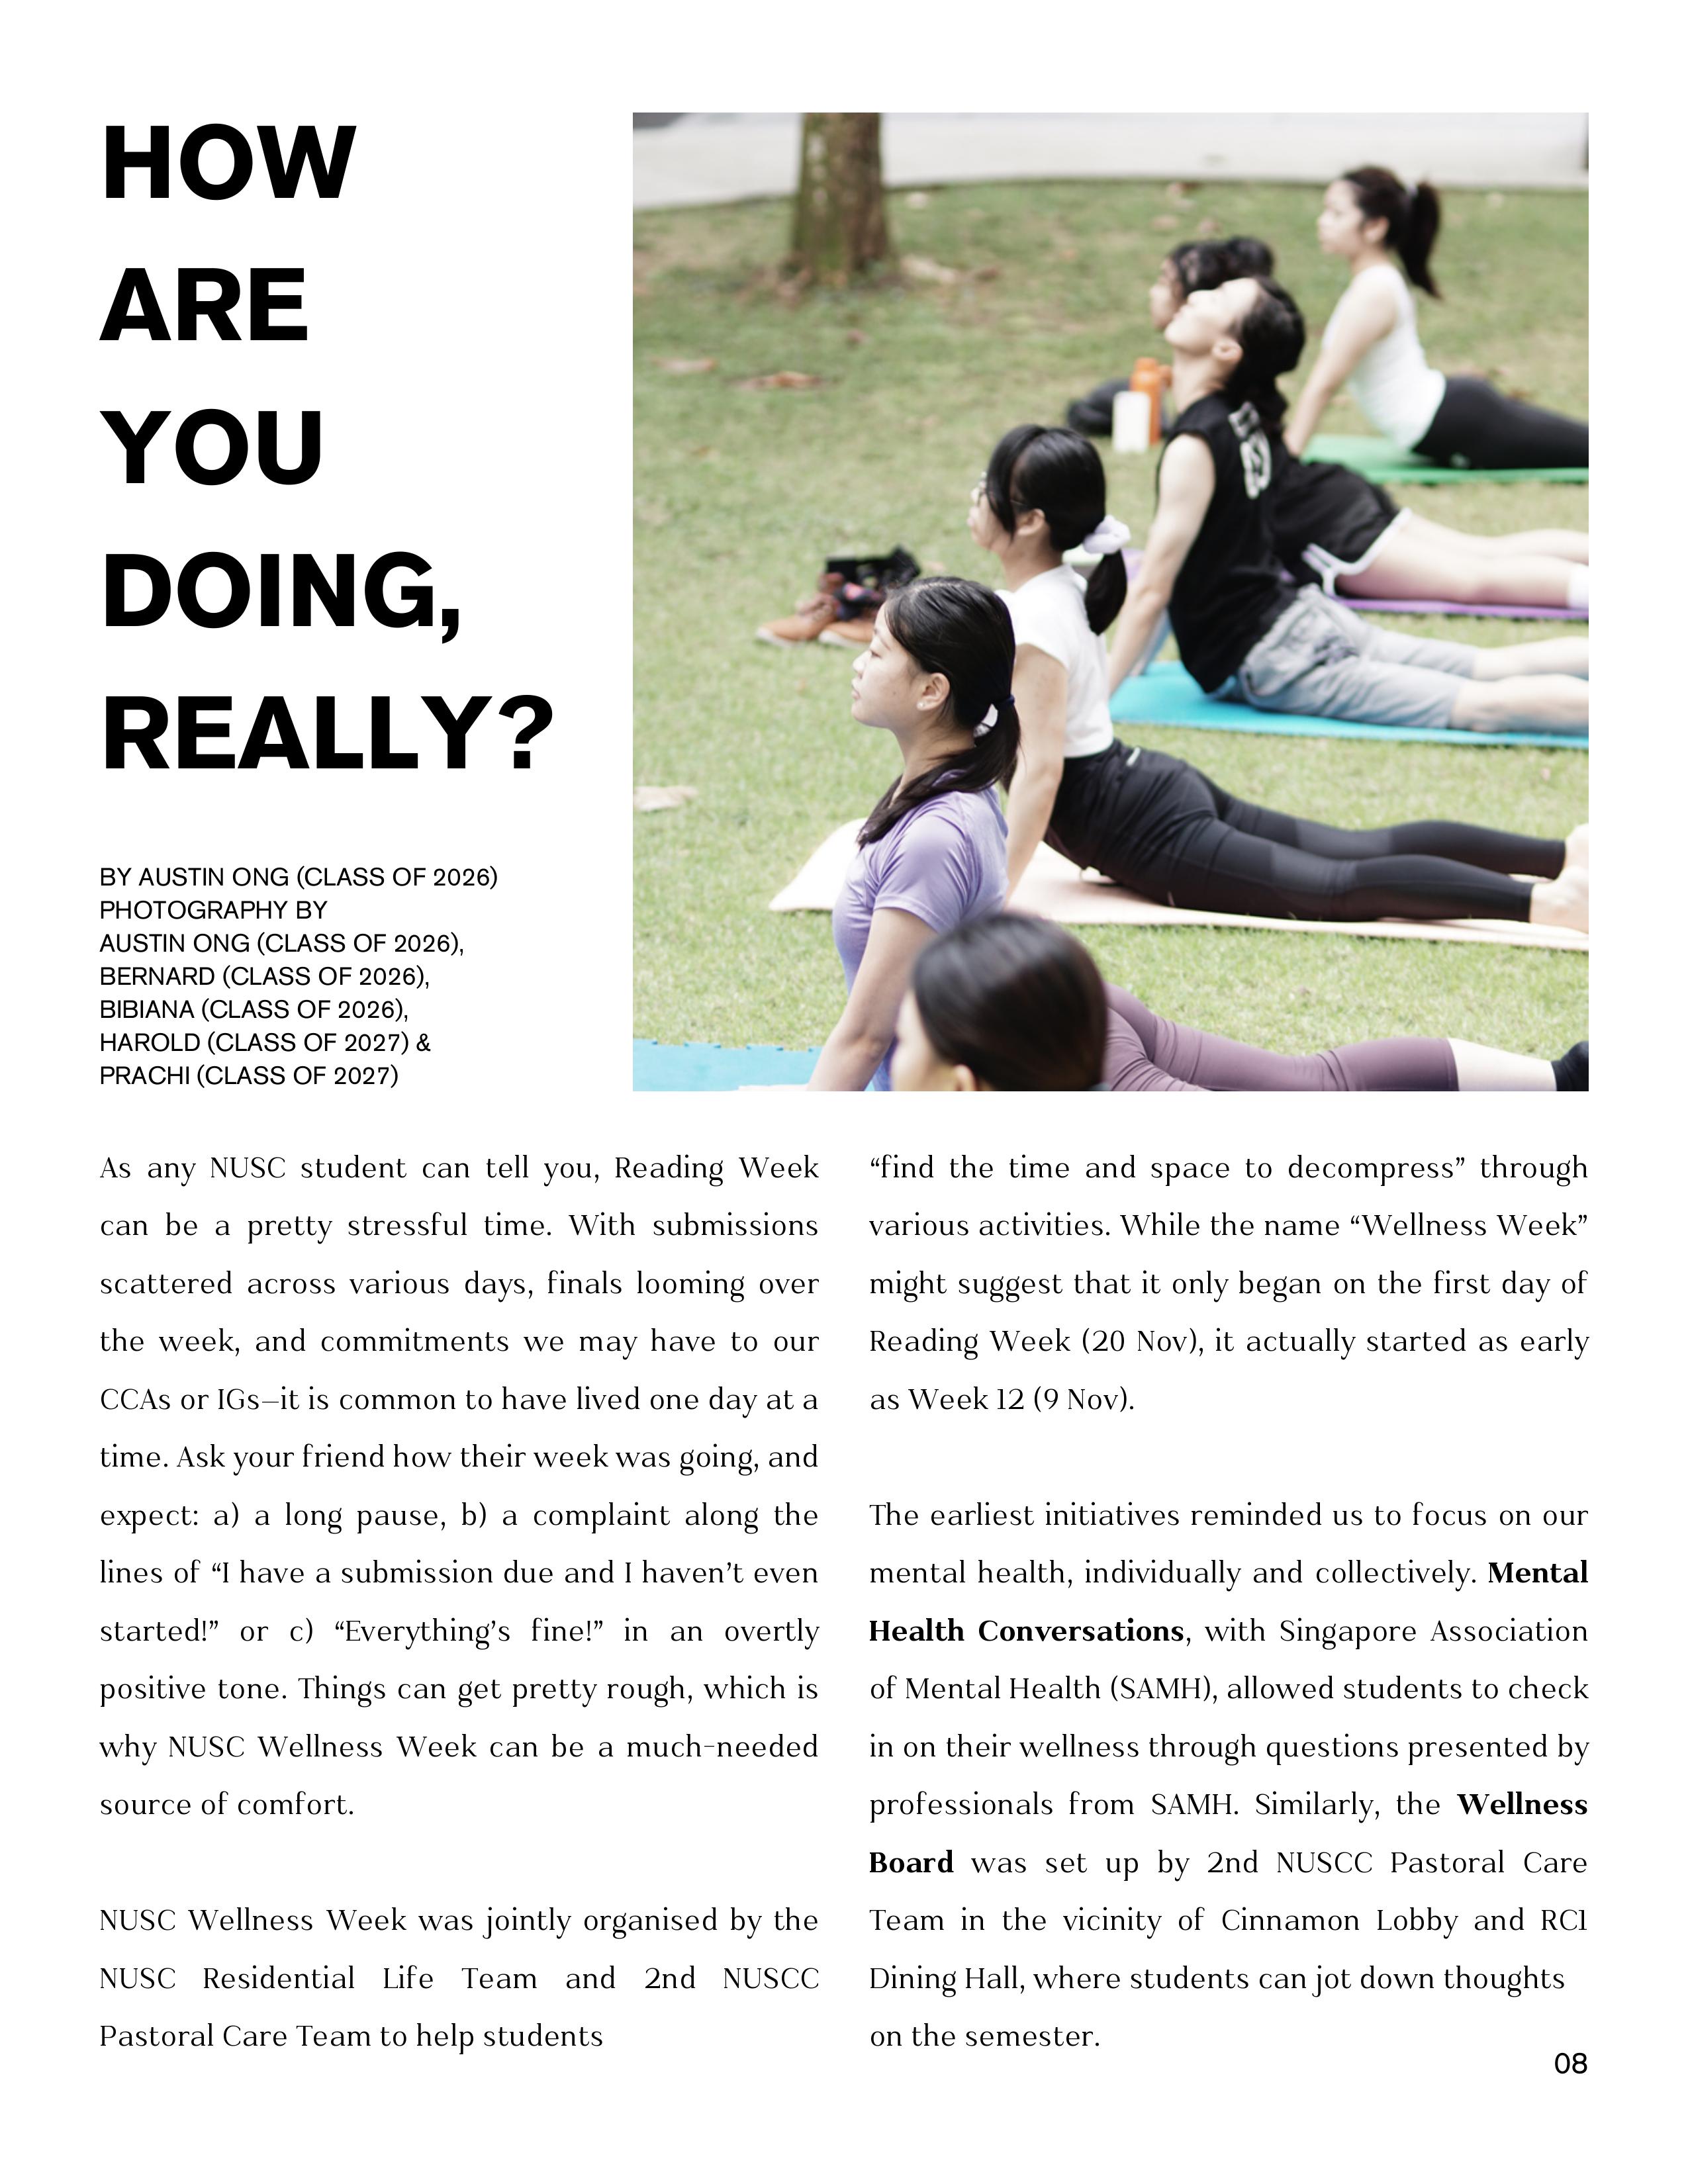 HOW
ARE
YOU
DOING,
REALLY?
BY AUSTIN ONG (CLASS OF 2026)
PHOTOGRAPHY BY
AUSTIN ONG (CLASS OF 2026),
BERNARD (CLASS OF 2026),
BIBIANA (CLASS OF 2026),
HAROLD (CLASS OF 2027) &
PRACHI (CLASS OF 2027)
As any NUSC student can tell you, Reading Week
can be a pretty stressful time. With submissions
scattered across various days, finals looming over
the week, and commitments we may have to our
CCAs or IGs—it is common to have lived one day at a
time. Ask your friend how their week was going, and
expect: a) a long pause, b) a complaint along the
lines of “I have a submission due and I haven’t even
started!” or c) “Everything’s fine!” in an overtly
positive tone. Things can get pretty rough, which is
why NUSC Wellness Week can be a much-needed
source of comfort.
NUSC Wellness Week was jointly organised by the
NUSC Residential Life Team and 2nd NUSCC
Pastoral Care Team to help students
“find the time and space to decompress” through
various activities. While the name “Wellness Week”
might suggest that it only began on the first day of
Reading Week (20 Nov), it actually started as early
as Week 12 (9 Nov).
The earliest initiatives reminded us to focus on our
mental health, individually and collectively. Mental
Health Conversations, with Singapore Association
of Mental Health (SAMH), allowed students to check
in on their wellness through questions presented by
professionals from SAMH. Similarly, the Wellness
Board was set up by 2nd NUSCC Pastoral Care
Team in the vicinity of Cinnamon Lobby and RC1
Dining Hall, where students can jot down thoughts
on the semester.
08